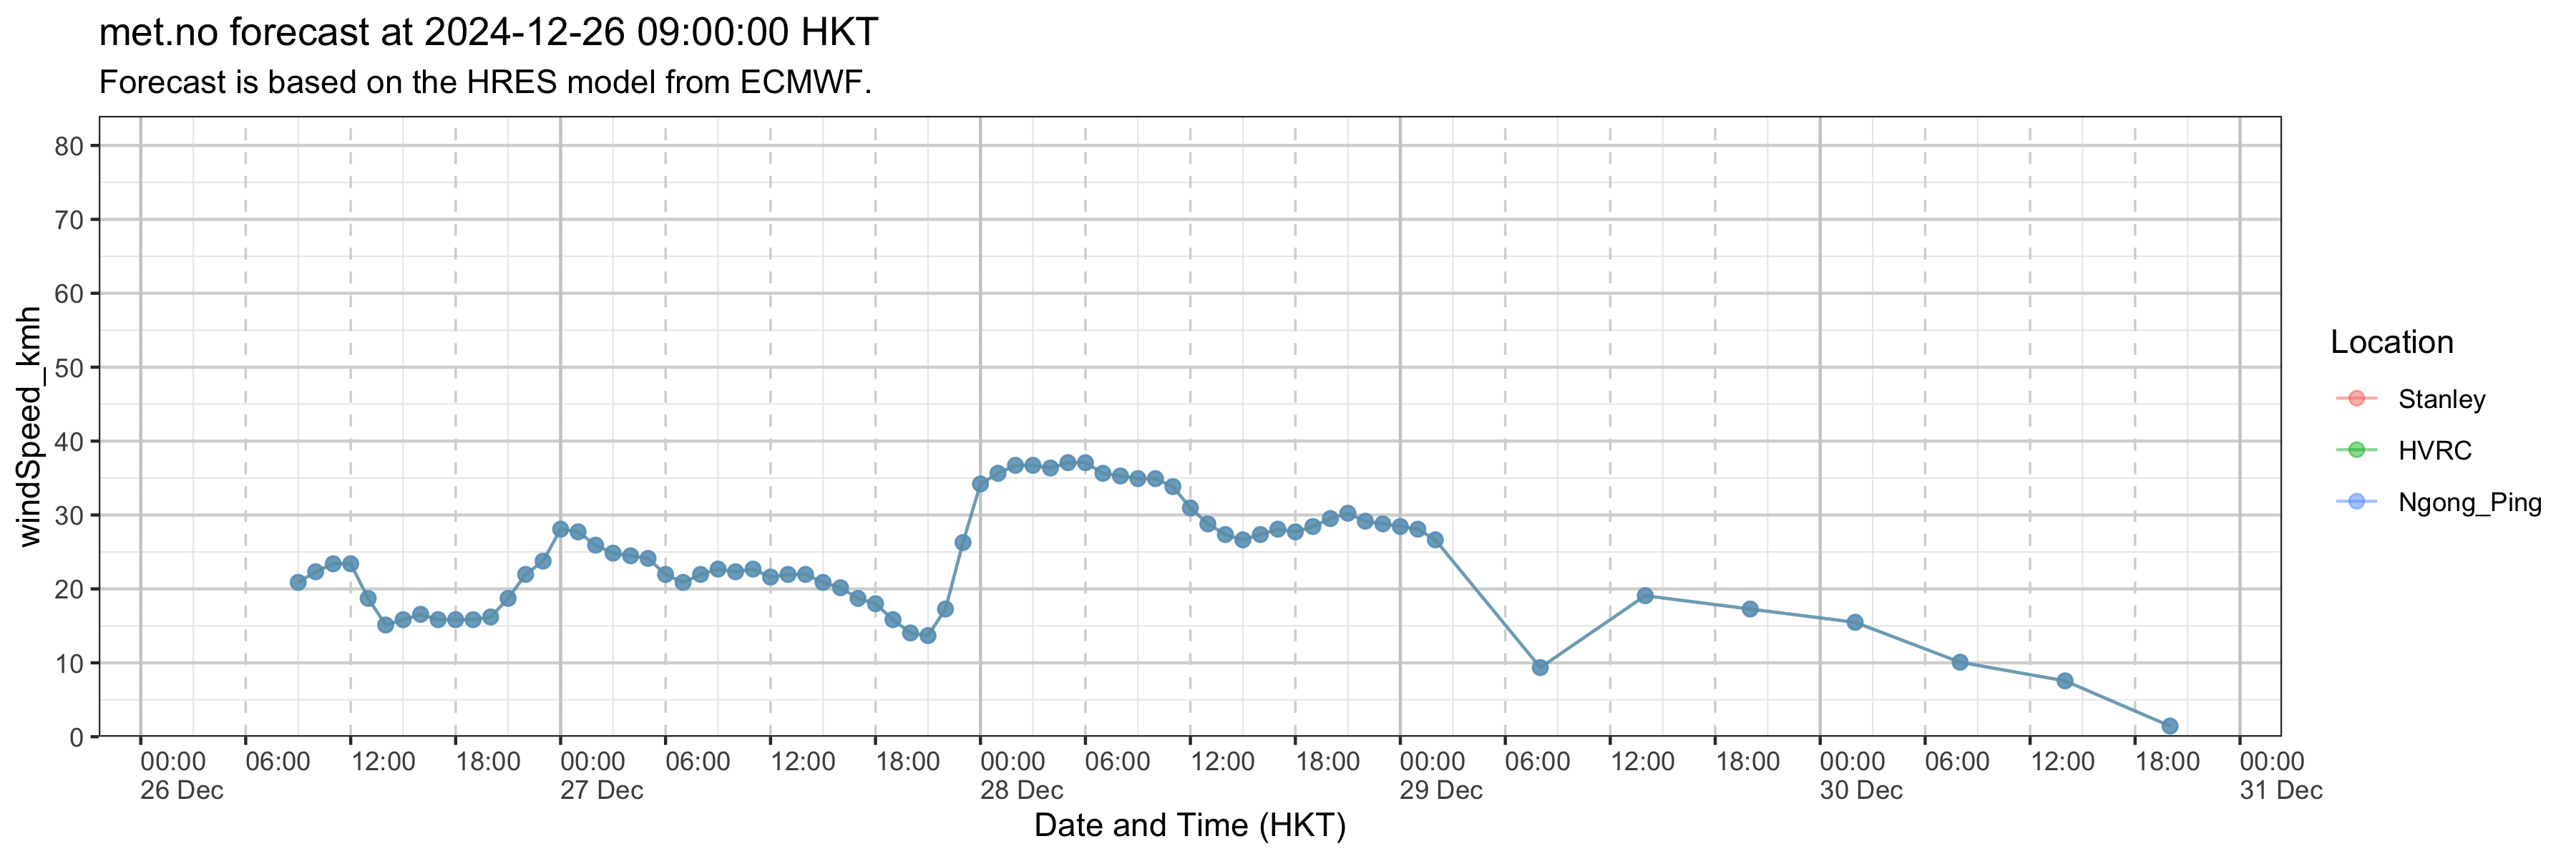 met.no forecast at 2024-12-26 09:00:00 HKT
Forecast is based on the HRES model from ECMWF.
windSpeed_kmh
80
70
60
50
40
30
20
10
0
00:00 06:00 12:00 18:00 00:00 06:00 12:00 18:00 00:00 06:00 12:00 18:00 00:00 06:00 12:00 18:00 00:00 06:00 12:00 18:00 00:00
26 Dec 27 Dec 28 Dec 29 Dec 30 Dec 31 Dec
Date and Time (HKT)
Location
Stanley
HVRC
Ngong_Ping